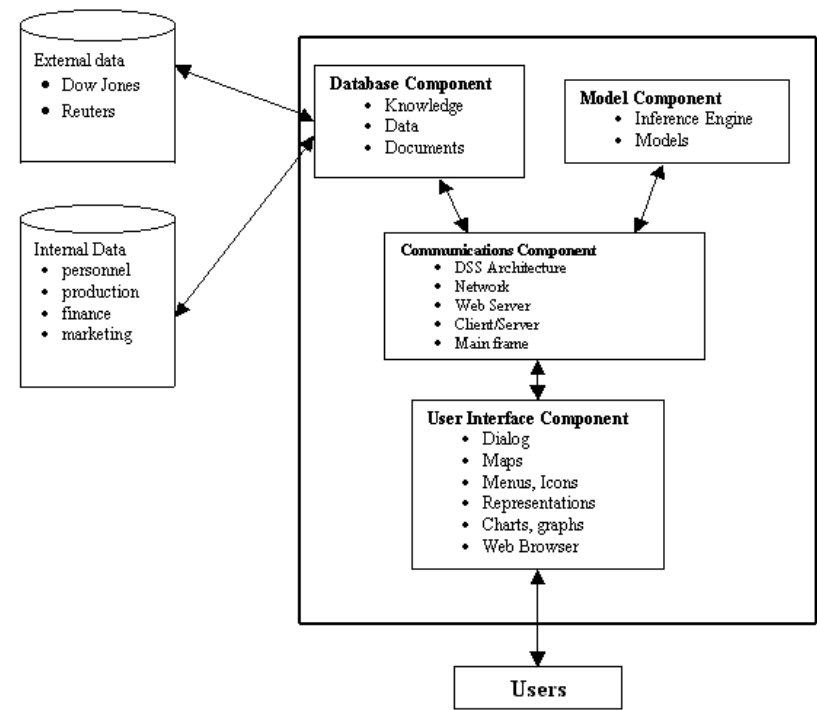 External data
• Dow Jones
• Reuters
Internal Data
• personnel
• production
• finance
• marketing
Database Component
• Knowledge
• Data
• Documents
Model Component
• Inference Engine
• Models
Communications Component
• DSS Architecture
• Network
• Web Server
• Client/Server
• Main frame
User Interface Component
• Dialog
• Maps
• Menus, Icons
• Representations
• Charts, graphs
• Web Browser
Users